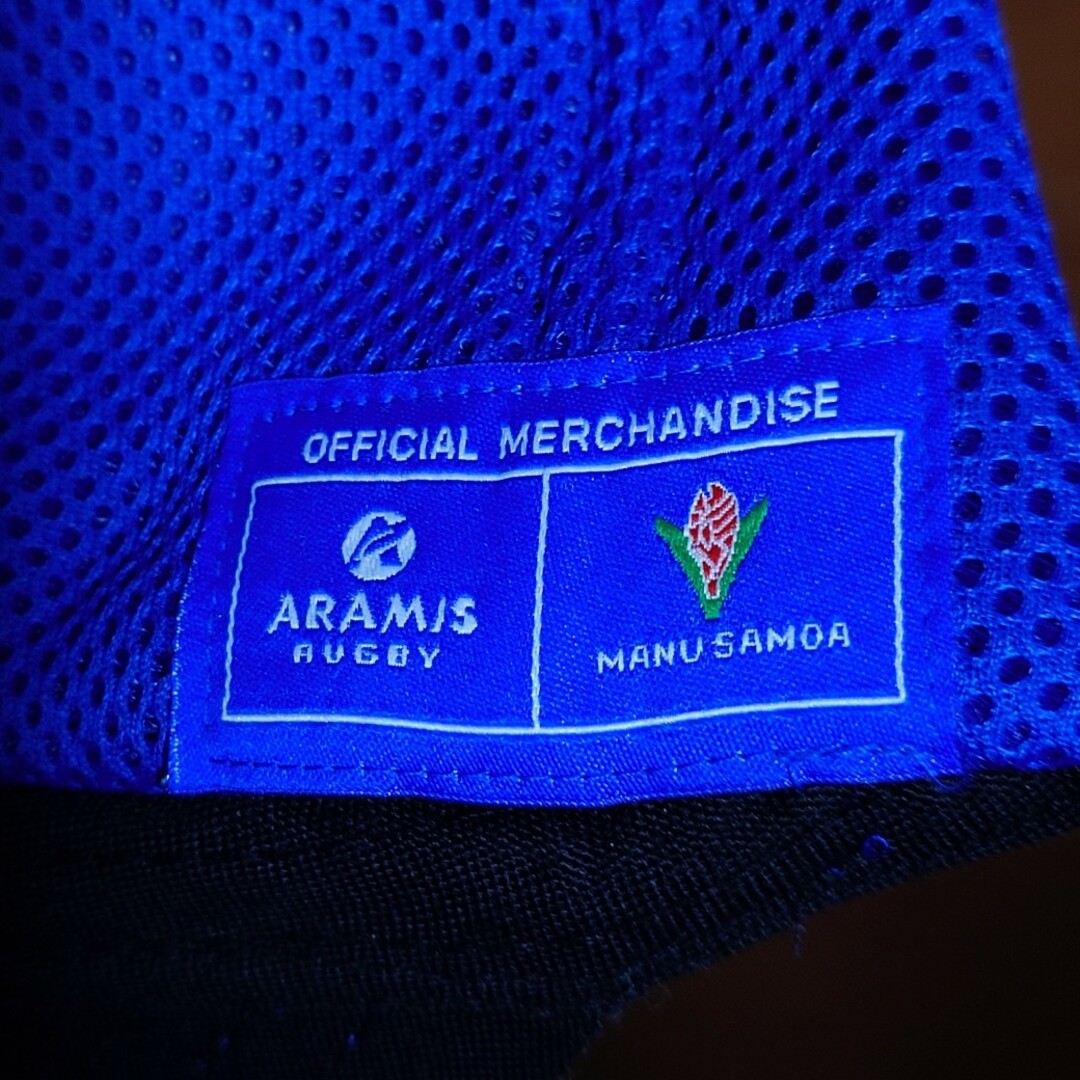 OFFICIAL MERCHANDISE
ARAMIS
RUGBY
MANU SAMOA